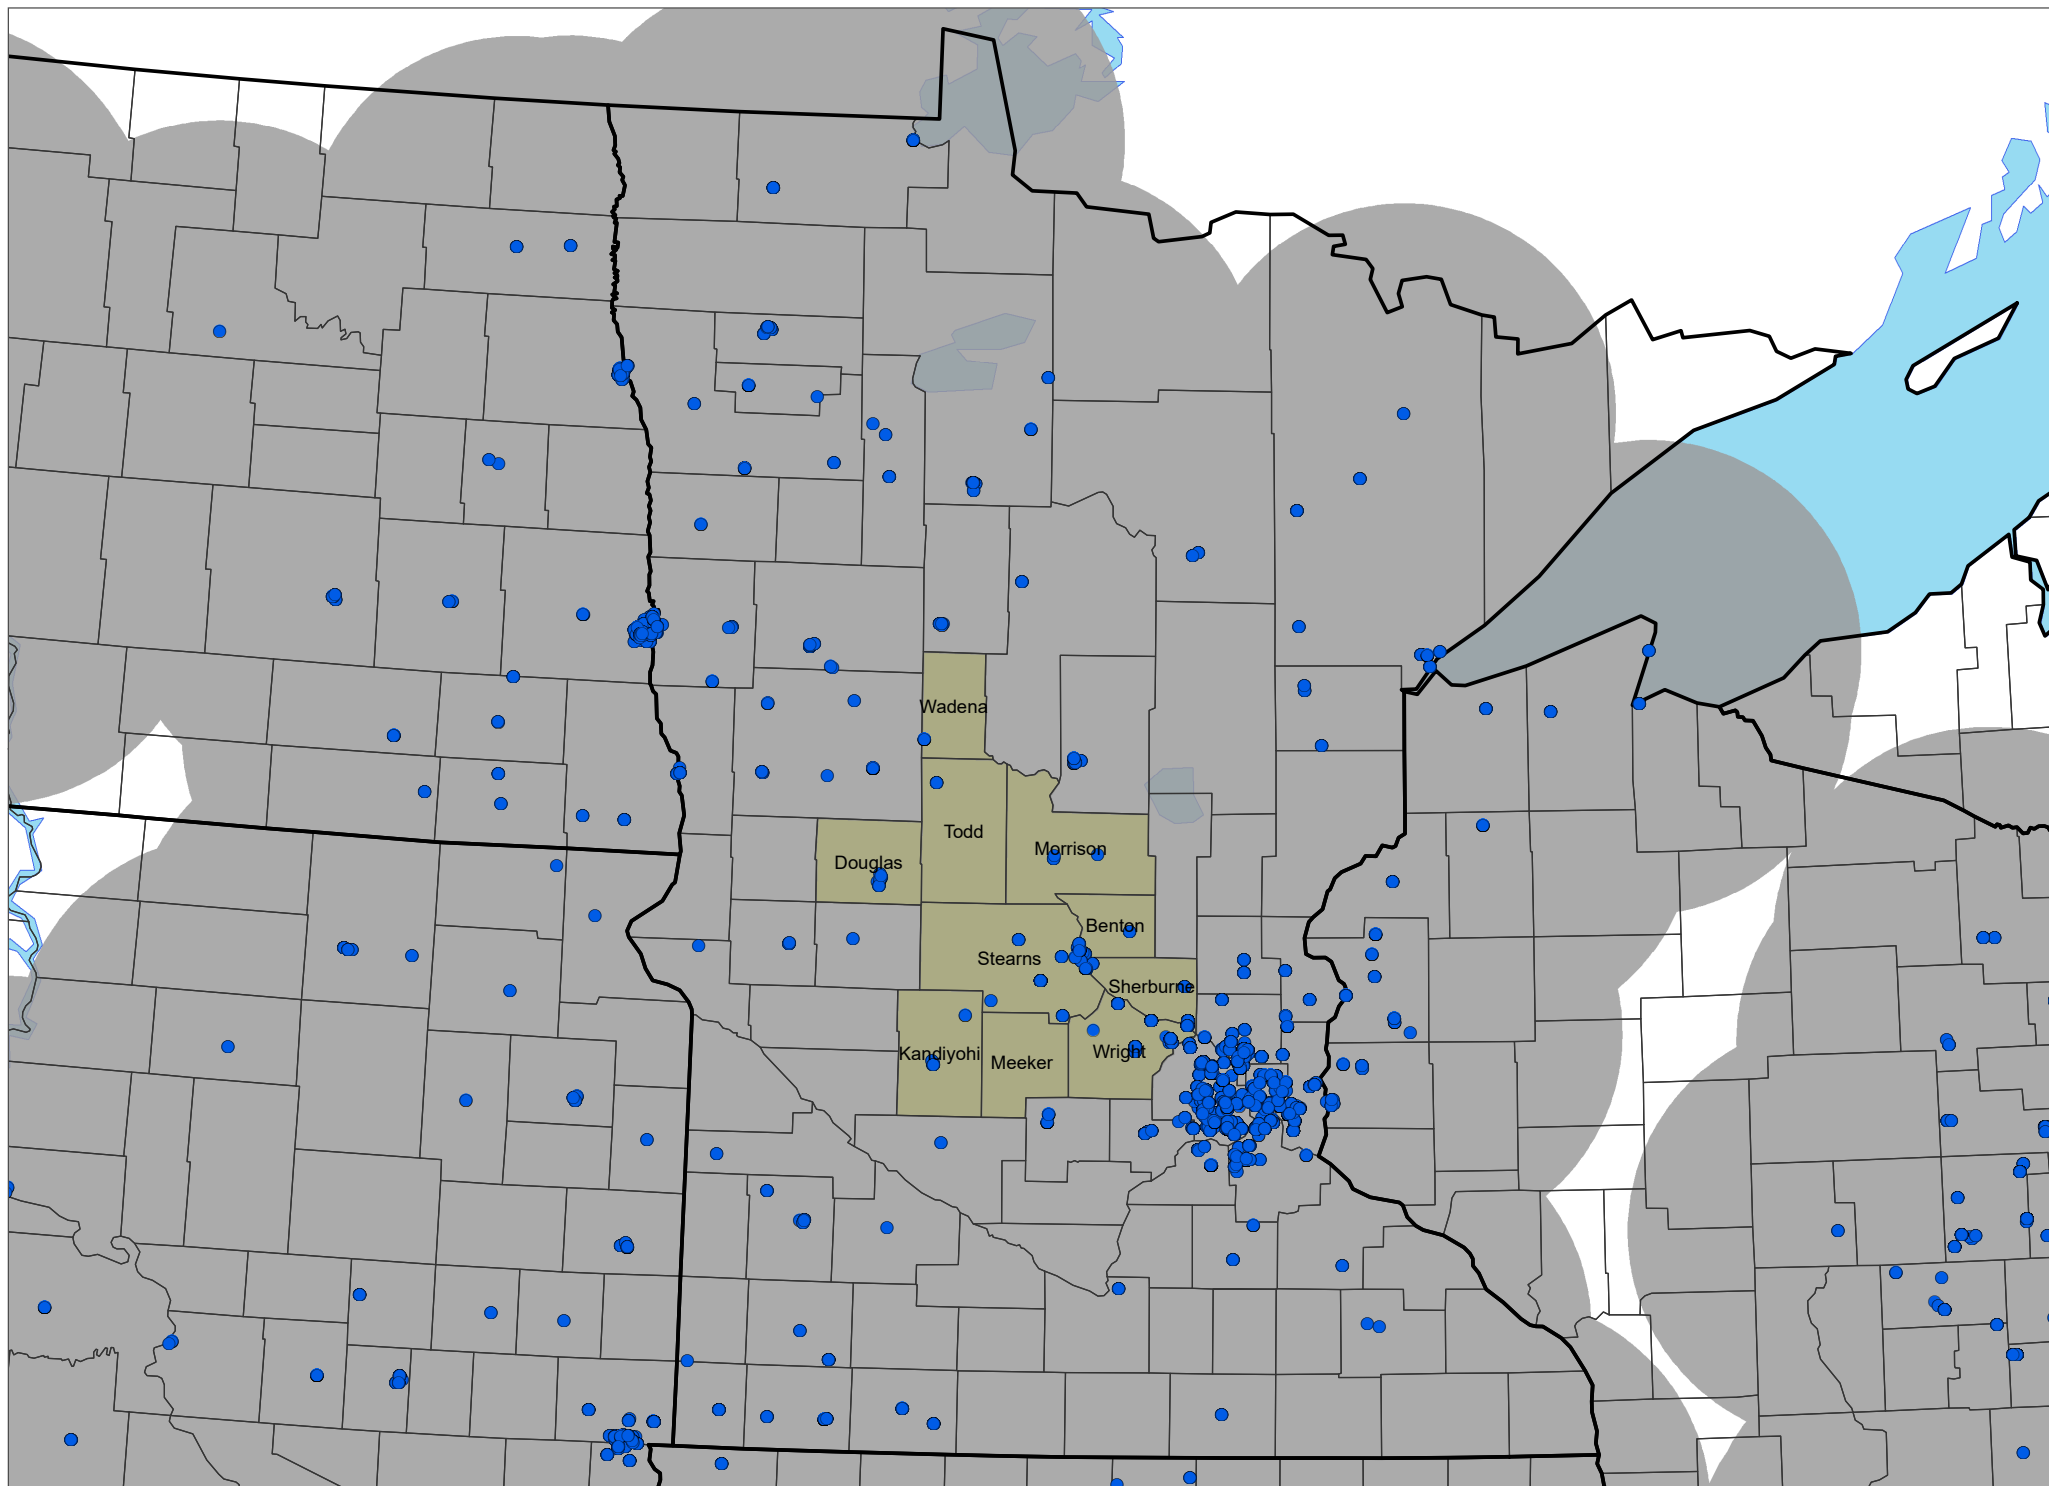 Wadena
Todd
Morrison
Douglas
Benton
Stearns
Sherburne
Kandiyohi
Meeker
Wright